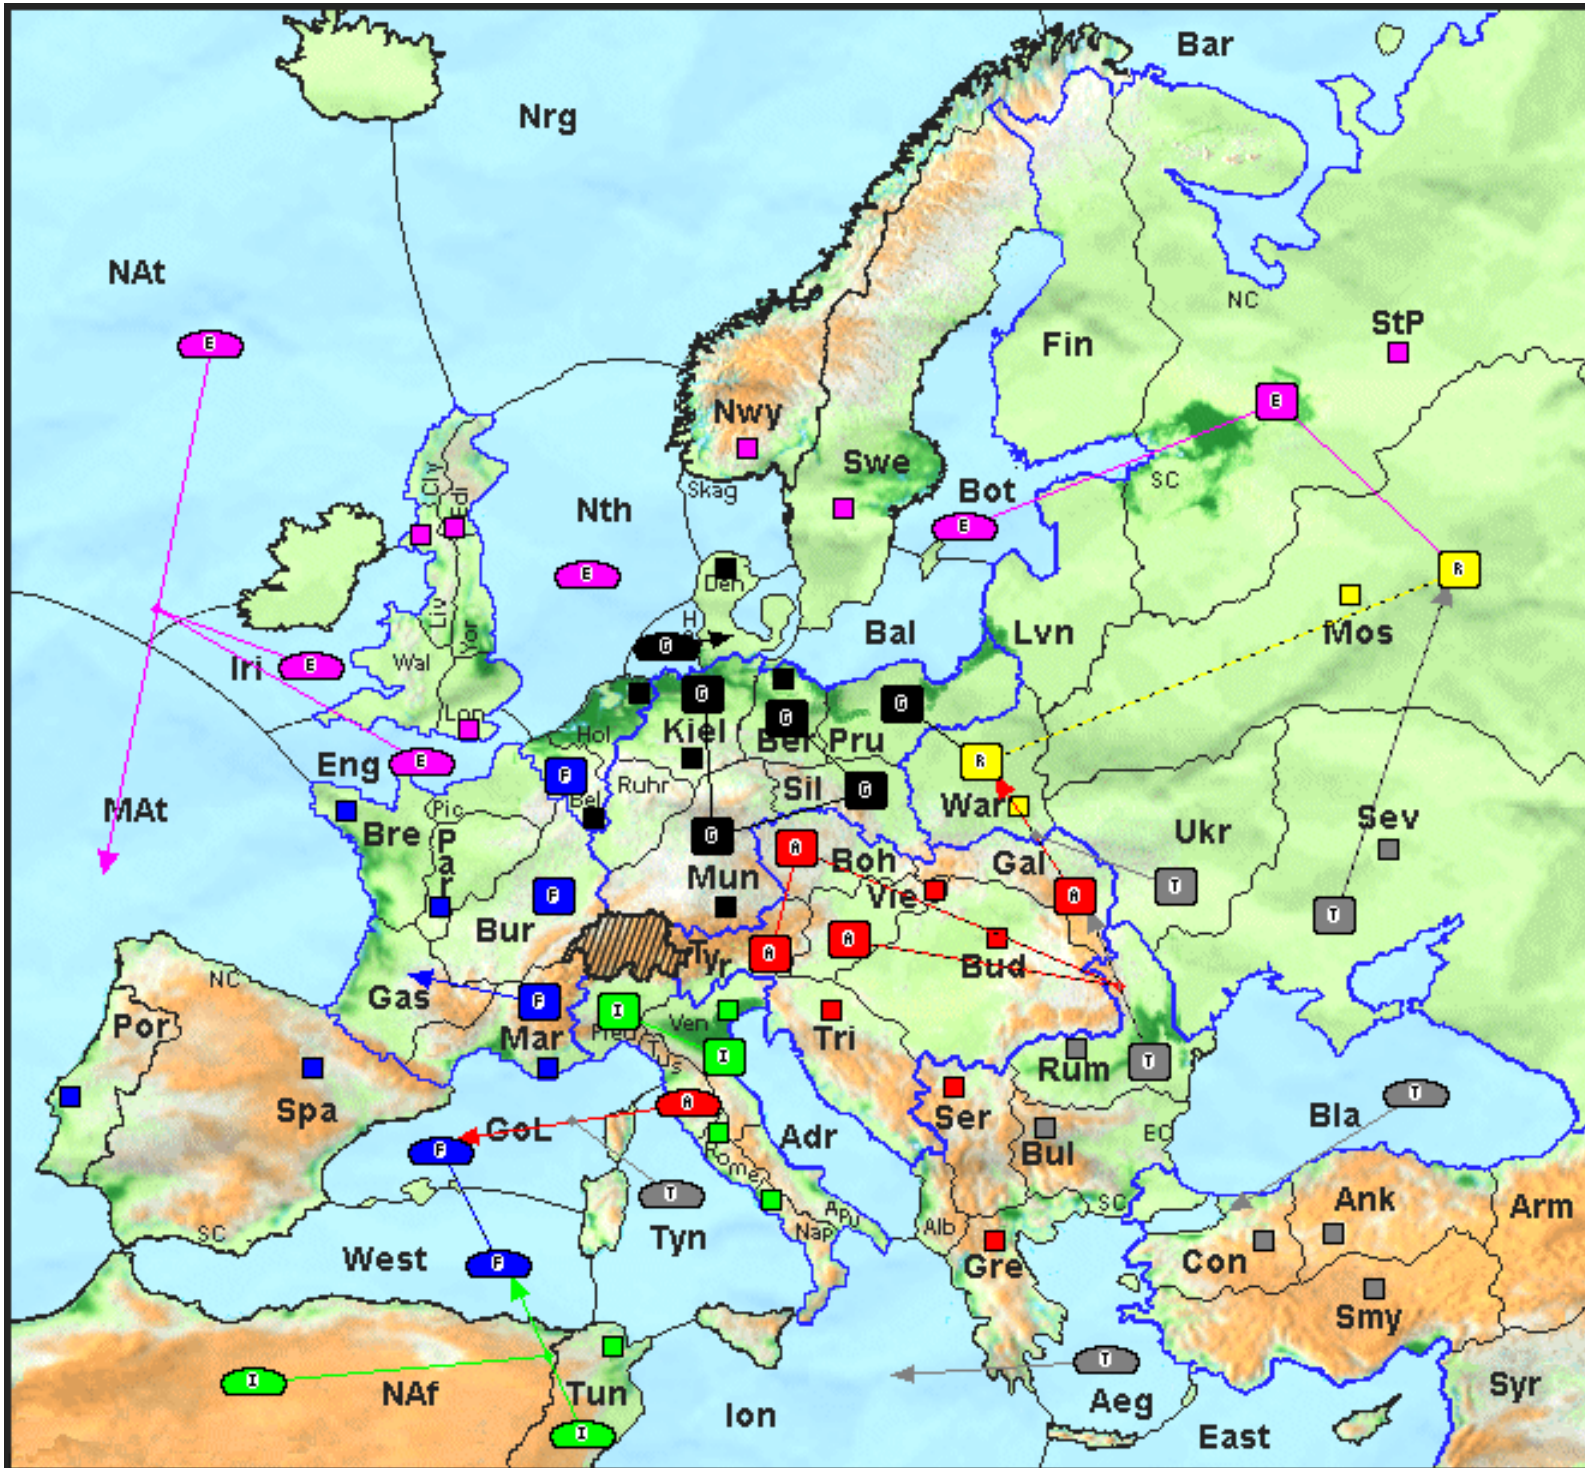 Bar
Nrg
NAt
NC
StP
Fin
E
E
Nwy
Swe
Cly
Edi
Skag
Bot
SC
Nth
E
E
R
Den
H
Bal
Lvn
Mos
Liv
Yor
Wal
Iri
E
G
G
G
G
Lon
Hol
Kiel
Ber
Pru
Eng
E
F
R
Ruhr
Sil
G
MAt
Pic
Bel
War
Bre
Par
G
A
Boh
Gal
Ukr
Sev
Mun
Vie
F
A
T
T
Bur
Tyr
A
A
Bud
NC
Gas
F
I
Por
Mar
Pied
Ven
Tri
Tus
I
Rum
T
Spa
A
Ser
T
Bla
GoL
F
Adr
EC
Bul
Rome
T
Ank
Arm
SC
Tyn
Apu
Nap
Alb
SC
West
F
Gre
Con
Smy
I
NAf
Tun
T
Aeg
Syr
Ion
I
East